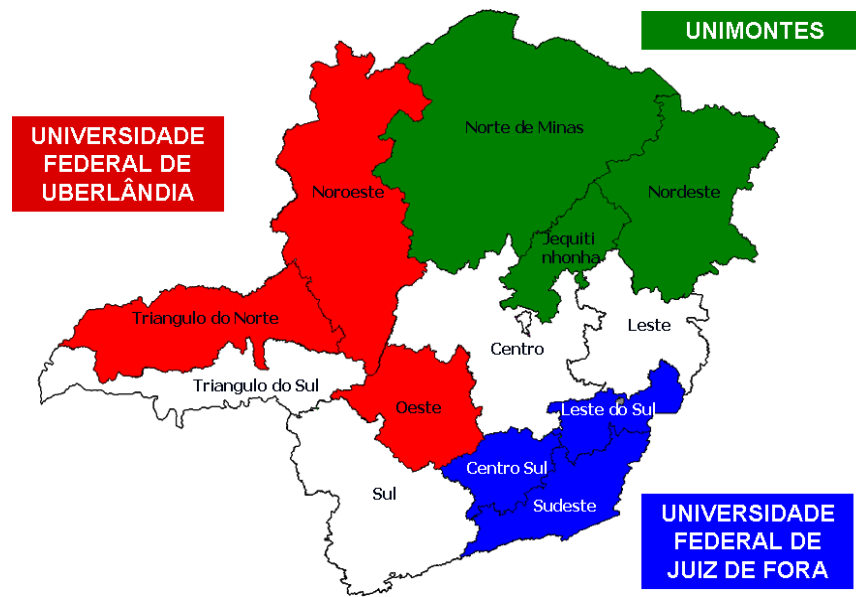 UNIMONTES
UNIVERSIDADE
FEDERAL DE
UBERLÂNDIA
Norte de Minas
Noroeste
Nordeste
Jequiti
nhonha
Triangulo do Norte
Centro
Leste
Triangulo do Sul
Oeste
Leste do Sul
Centro Sul
Sul
Sudeste
UNIVERSIDADE
FEDERAL DE
JUIZ DE FORA